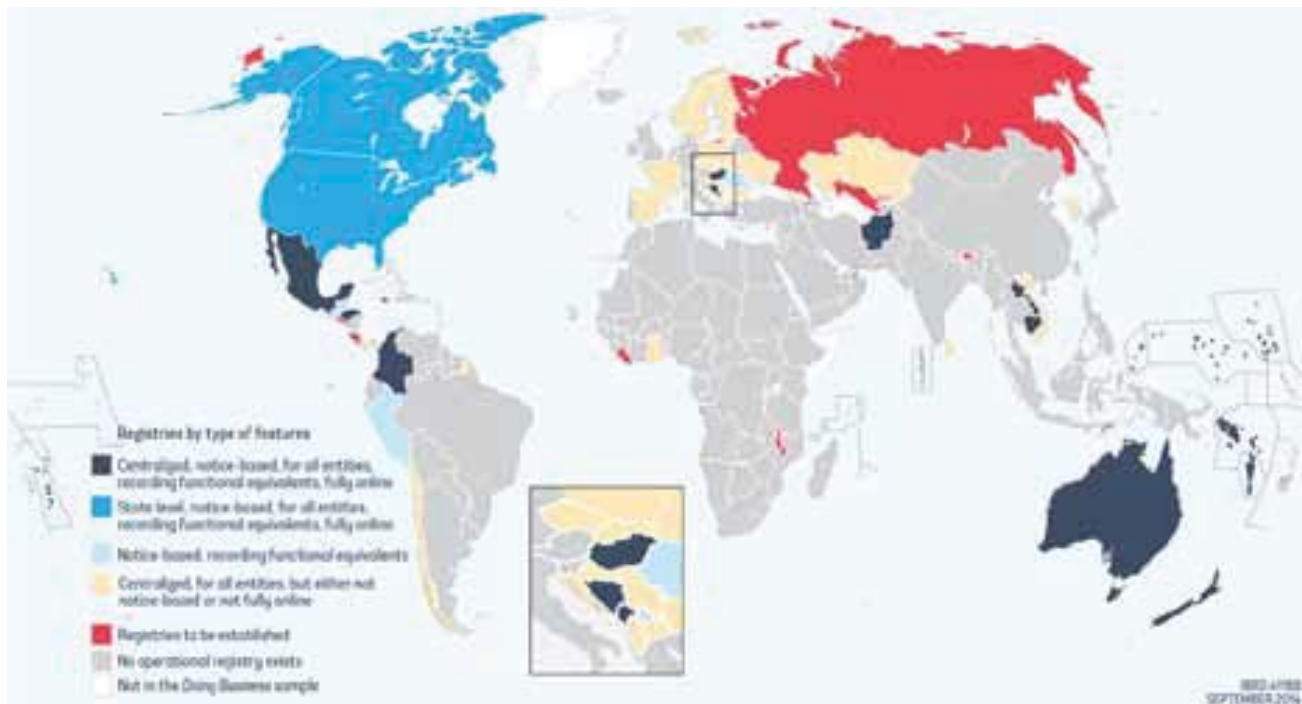 Registries by type of features
Centralized, notice-based, for all entities,
recording functional equivalents, fully online
State level, notice-based, for all entities,
recording functional equivalents, fully online
Notice-based, recording functional equivalents
Centralized, for all entities, but either not
notice-based or not fully online
Registries to be established
No operational registry exists
Not in the Doing Business sample
IBRD
SEPTEMBER 2014